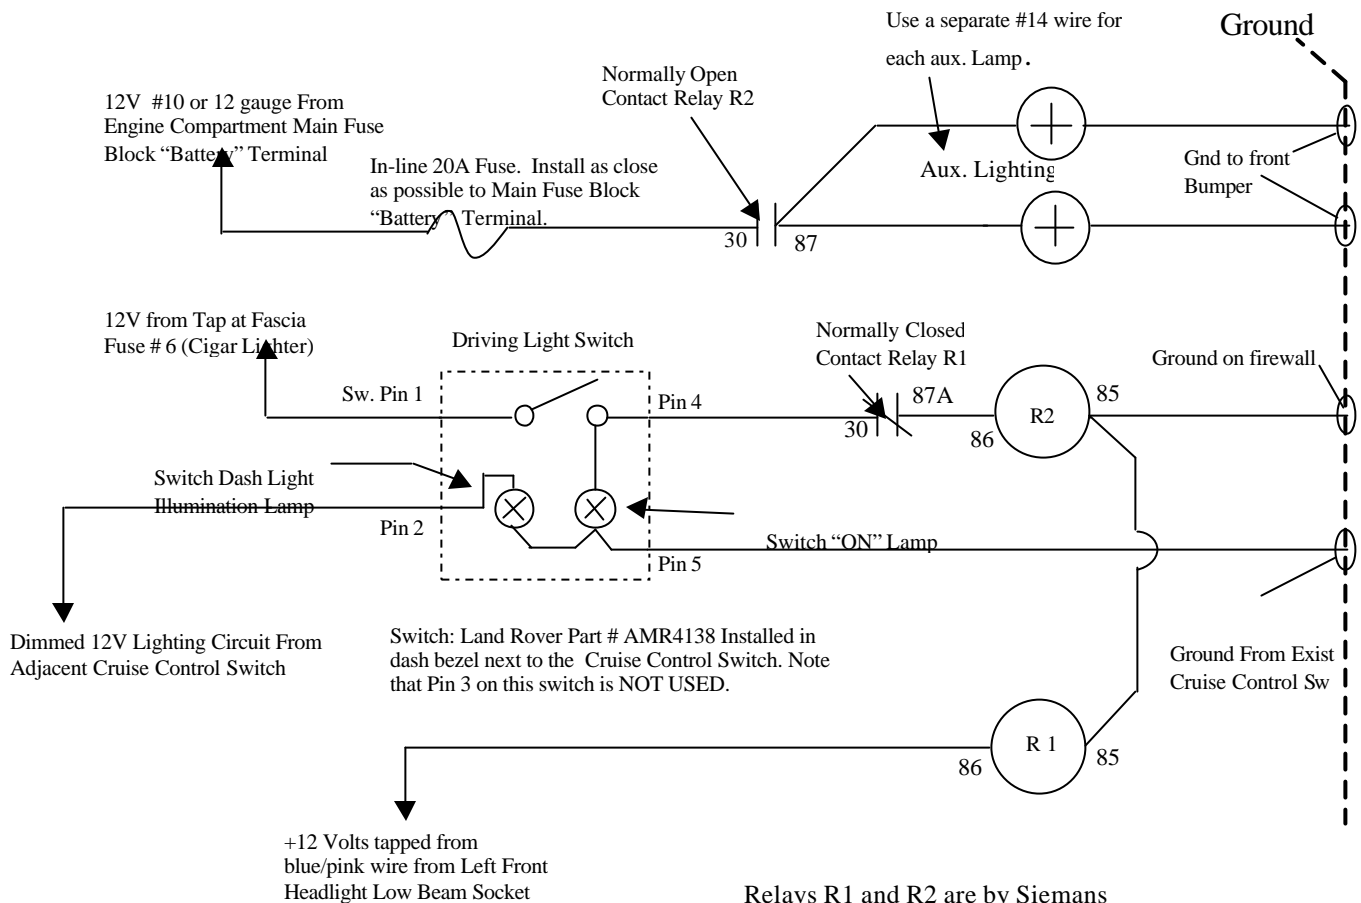 Use a separate #14 wire for
each aux. Lamp.
Ground
Normally Open
Contact Relay R2
12V #10 or 12 gauge From
Engine Compartment Main Fuse
Block “Battery” Terminal
In-line 20A Fuse. Install as close
as possible to Main Fuse Block
“Battery” Terminal.
Aux. Lighting
Gnd to front
Bumper
30
87
12V from Tap at Fascia
Fuse # 6 (Cigar Lighter)
Driving Light Switch
Normally Closed
Contact Relay R1
Ground on firewall
Sw. Pin 1
Pin 4
30
87A
86
R2
85
Switch Dash Light
Illumination Lamp
Pin 2
Switch “ON” Lamp
Pin 5
Dimmed 12V Lighting Circuit From
Adjacent Cruise Control Switch
Switch: Land Rover Part # AMR4138 Installed in
dash bezel next to the Cruise Control Switch. Note
that Pin 3 on this switch is NOT USED.
Ground From Exist
Cruise Control Sw
86
R 1
85
+12 Volts tapped from
blue/pink wire from Left Front
Headlight Low Beam Socket
Relays R1 and R2 are by Siemans